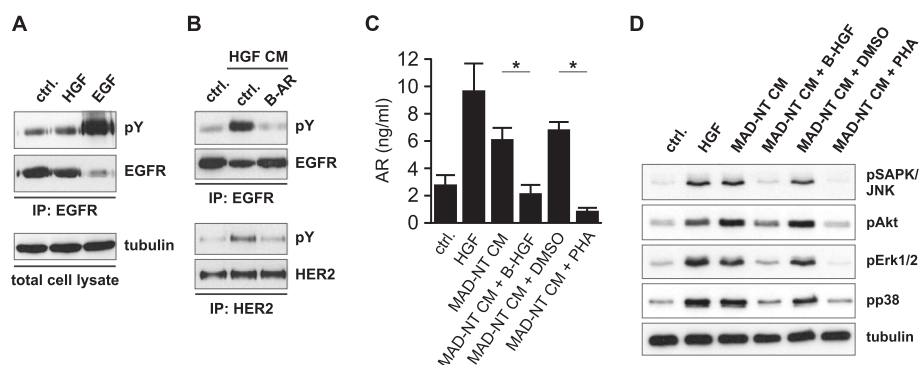 A
ctrl.
HGF
EGF
pY
EGFR
IP: EGFR
tubulin
total cell lysate
B
HGF CM
ctrl.
ctrl.
B-AR
pY
EGFR
IP: EGFR
pY
HER2
IP: HER2
C
AR (ng/ml)
12
10
8
6
4
2
0
*
*
ctrl.
HGF
MAD-NT CM
MAD-NT CM + B-HGF
MAD-NT CM + DMSO
MAD-NT CM + PHA
D
ctrl.
HGF
MAD-NT CM
MAD-NT CM + B-HGF
MAD-NT CM + DMSO
MAD-NT CM + PHA
pSAPK/
JNK
pAkt
pErk1/2
pp38
tubulin